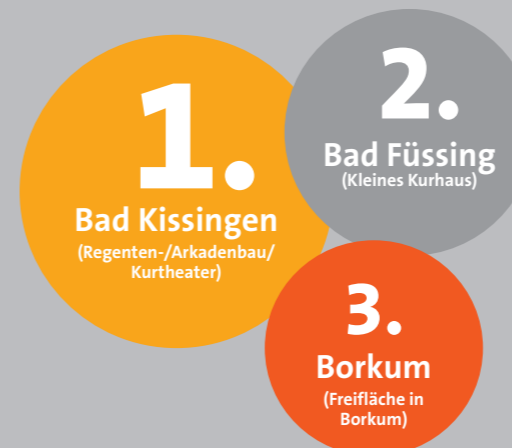 1.
Bad Kissingen
(Regenten-/Arkadenbau/
Kurtheater)
2.
Bad Füssing
(Kleines Kurhaus)
3.
Borkum
(Freifläche in
Borkum)